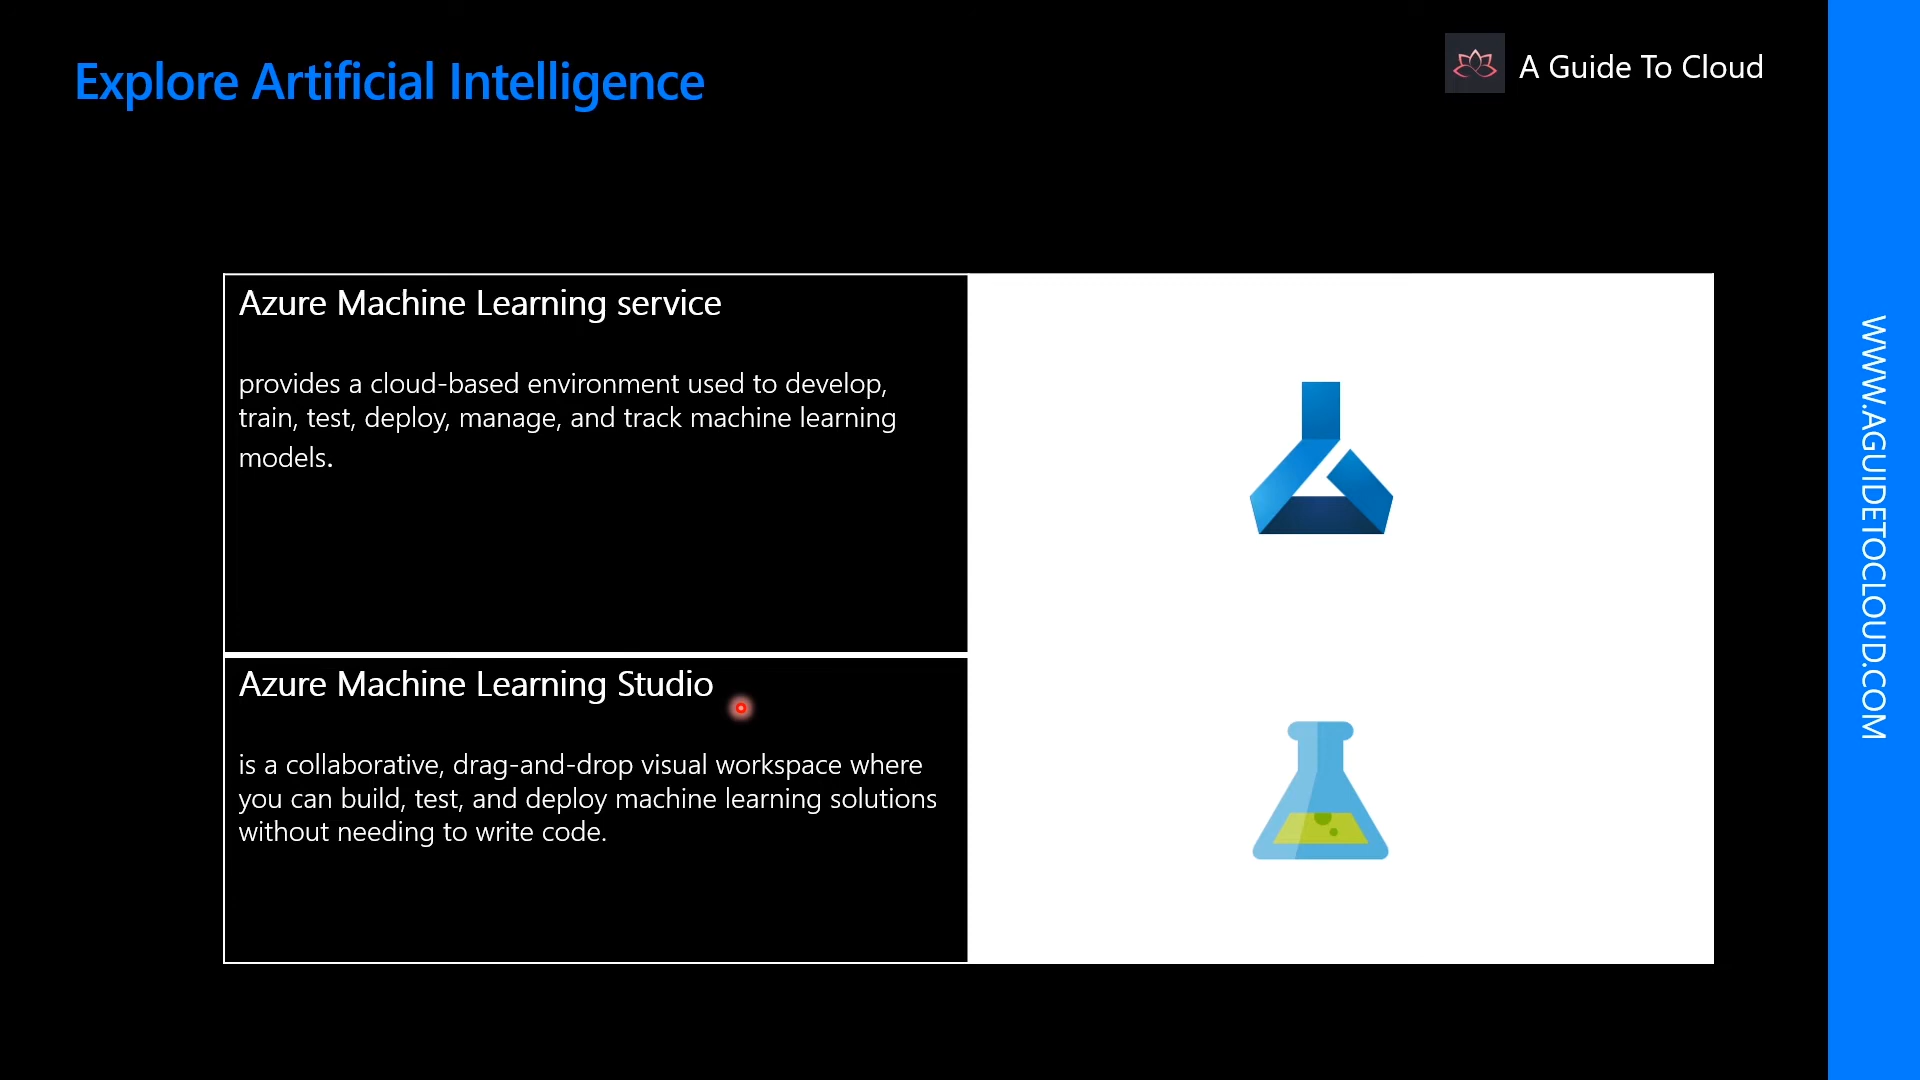 Explore Artificial Intelligence
A Guide To Cloud
Azure Machine Learning service
provides a cloud-based environment used to develop,
train, test, deploy, manage, and track machine learning
models.
Azure Machine Learning Studio
is a collaborative, drag-and-drop visual workspace where
you can build, test, and deploy machine learning solutions
without needing to write code.
WWW.AGUIDETOCLOUD.COM